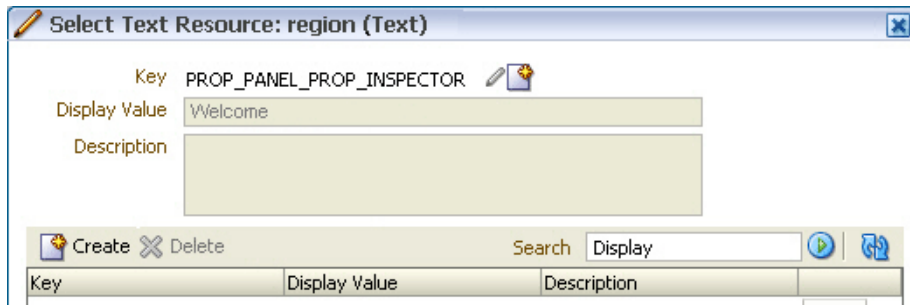 Select Text Resource: region (Text)
Key PROP_PANEL_PROP_INSPECTOR
Display Value Welcome
Description
Create Delete Search Display
Key Display Value Description